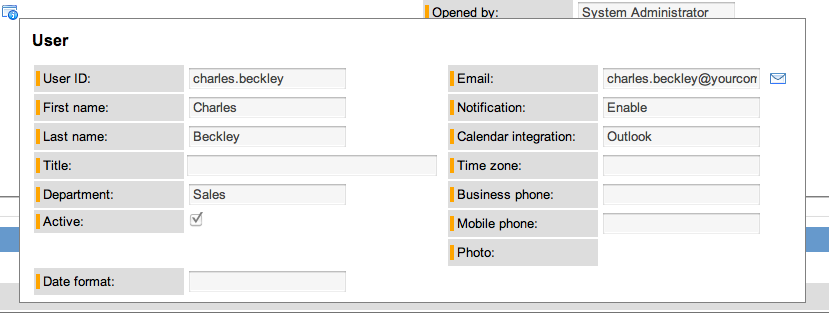 Opened by: System Administrator
User
User ID: charles.beckley
First name: Charles
Last name: Beckley
Title:
Department: Sales
Active:
Date format:
Email: charles.beckley@yourcom
Notification: Enable
Calendar integration: Outlook
Time zone:
Business phone:
Mobile phone:
Photo: